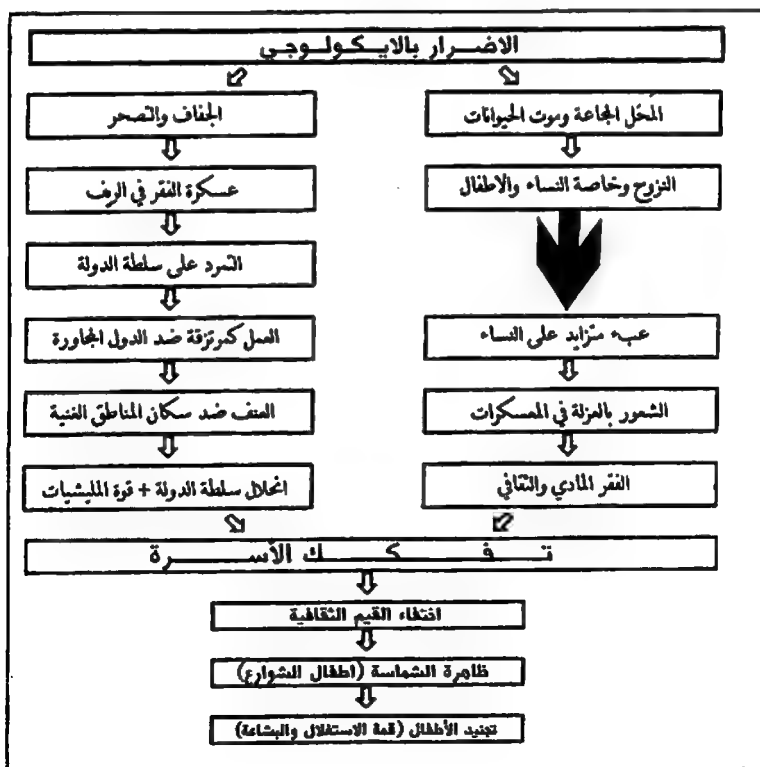 الاضرار بالايكولوجي
المحل المجاعة وموت الحيوانات
الجفاف والتصحر
النزوح وخاصة النساء والاطفال
عسكرة الفقر في الريف
التمرد على سلطة الدولة
عبء متزايد على النساء
العمل كمرتزقة ضد الدول المجاورة
الشعور بالعزلة في المعسكرات
العنف ضد سكان المناطق الغنية
الفقر المادي والثقافي
انحلال سلطة الدولة + قوة المليشيات
تفكك الأسرة
انتفاء القيم الثقافية
ظاهرة الشماسة (اطفال الشوارع)
تجنيد الأطفال (قمة الاستغلال والبشاعة)